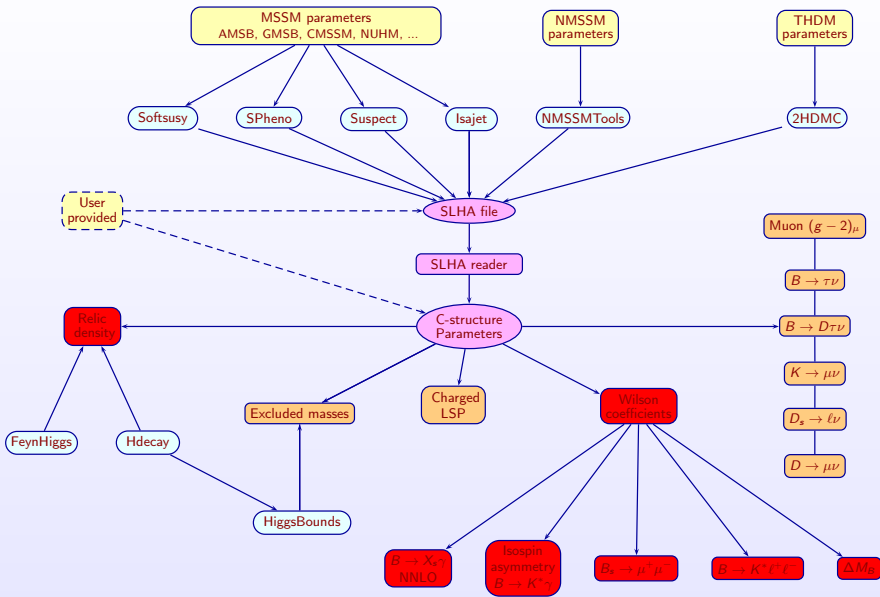 MSSM parameters
AMSB, GMSB, CMSSM, NUHM, ...
NMSSM
parameters
THDM
parameters
Softsusy
SPheno
Suspect
Isajet
NMSSMTools
2HDMC
User
provided
SLHA file
Muon (g − 2)μ
SLHA reader
B → τν
Relic
density
C-structure
Parameters
B → Dτν
K → μν
Charged
LSP
Wilson
coefficients
Excluded masses
Ds → ℓν
FeynHiggs
Hdecay
D → μν
HiggsBounds
B → Xsγ
NNLO
Isospin
asymmetry
B → K*γ
Bs → μ+μ−
B → K*ℓ+ℓ−
ΔMB